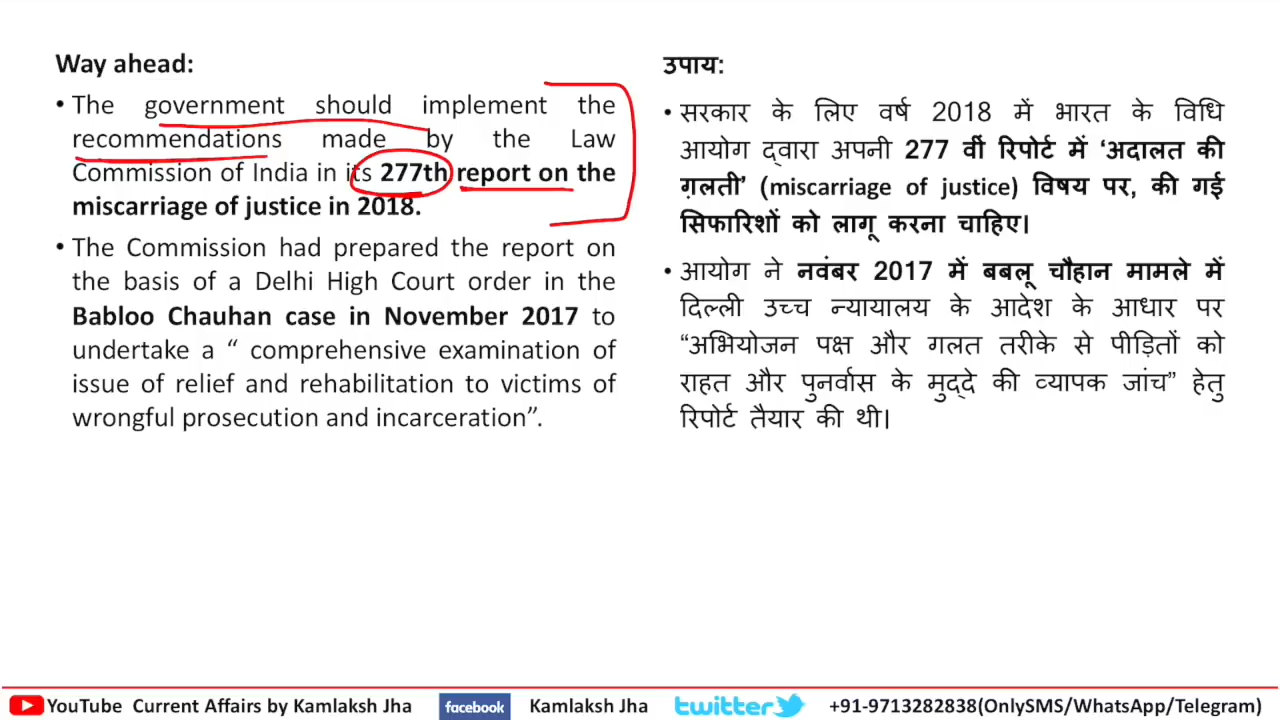 Way ahead:
• The government should implement the
recommendations made by the Law
Commission of India in its 277th report on the
miscarriage of justice in 2018.
• The Commission had prepared the report on
the basis of a Delhi High Court order in the
Babloo Chauhan case in November 2017 to
undertake a “ comprehensive examination of
issue of relief and rehabilitation to victims of
wrongful prosecution and incarceration”.
उपाय:
• सरकार के लिए वर्ष 2018 में भारत के विधि
आयोग द्वारा अपनी 277 वीं रिपोर्ट में ‘अदालत की
ग़लती’ (miscarriage of justice) विषय पर, की गई
सिफारिशों को लागू करना चाहिए।
• आयोग ने नवंबर 2017 में बबलू चौहान मामले में
दिल्ली उच्च न्यायालय के आदेश के आधार पर
“अभियोजन पक्ष और गलत तरीके से पीड़ितों को
राहत और पुनर्वास के मुद्दे की व्यापक जांच” हेतु
रिपोर्ट तैयार की थी।
YouTube Current Affairs by Kamlaksh Jha facebook Kamlaksh Jha twitter +91-9713282838(OnlySMS/WhatsApp/Telegram)